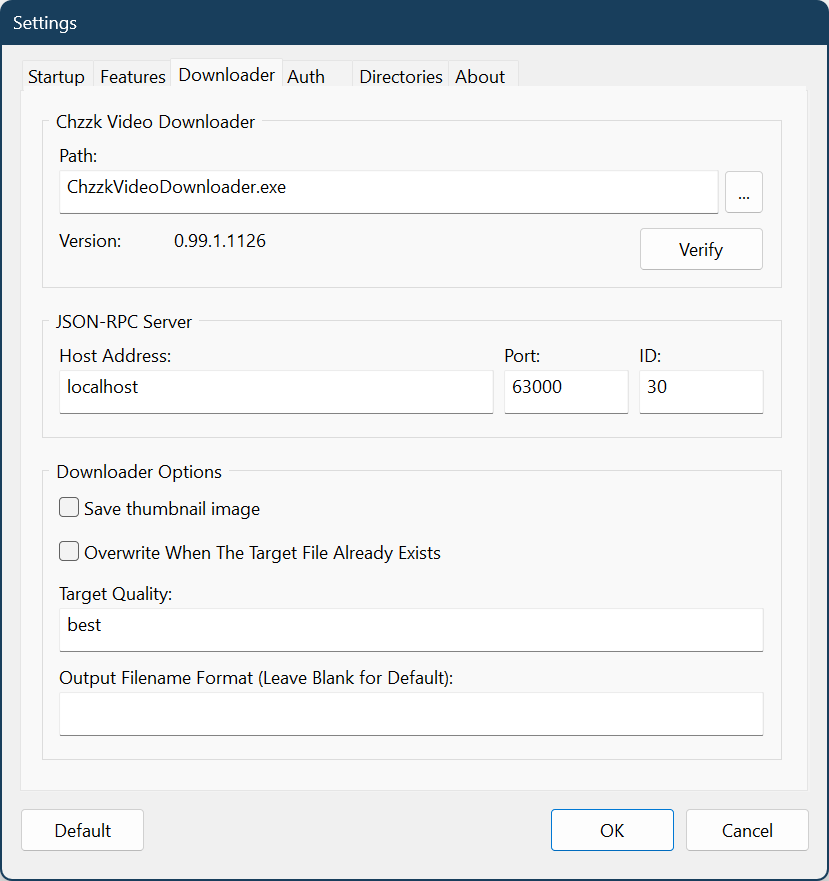 Settings
Startup Features Downloader Auth Directories About
Chzzk Video Downloader
Path:
ChzzkVideoDownloader.exe ...
Version: 0.99.1.1126
Verify
JSON-RPC Server
Host Address: Port: ID:
localhost 63000 30
Downloader Options
Save thumbnail image
Overwrite When The Target File Already Exists
Target Quality:
best
Output Filename Format (Leave Blank for Default):
Default OK Cancel